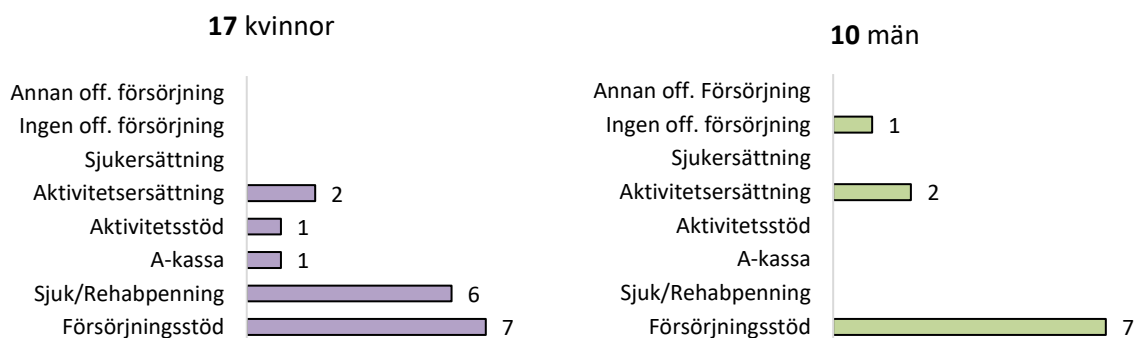 17 kvinnor
Annan off. försörjning
Ingen off. försörjning
Sjukersättning
Aktivitetsersättning 2
Aktivitetsstöd 1
A-kassa 1
Sjuk/Rehabpenning 6
Försörjningsstöd 7
10 män
Annan off. Försörjning
Ingen off. försörjning 1
Sjukersättning
Aktivitetsersättning 2
Aktivitetsstöd
A-kassa
Sjuk/Rehabpenning
Försörjningsstöd 7